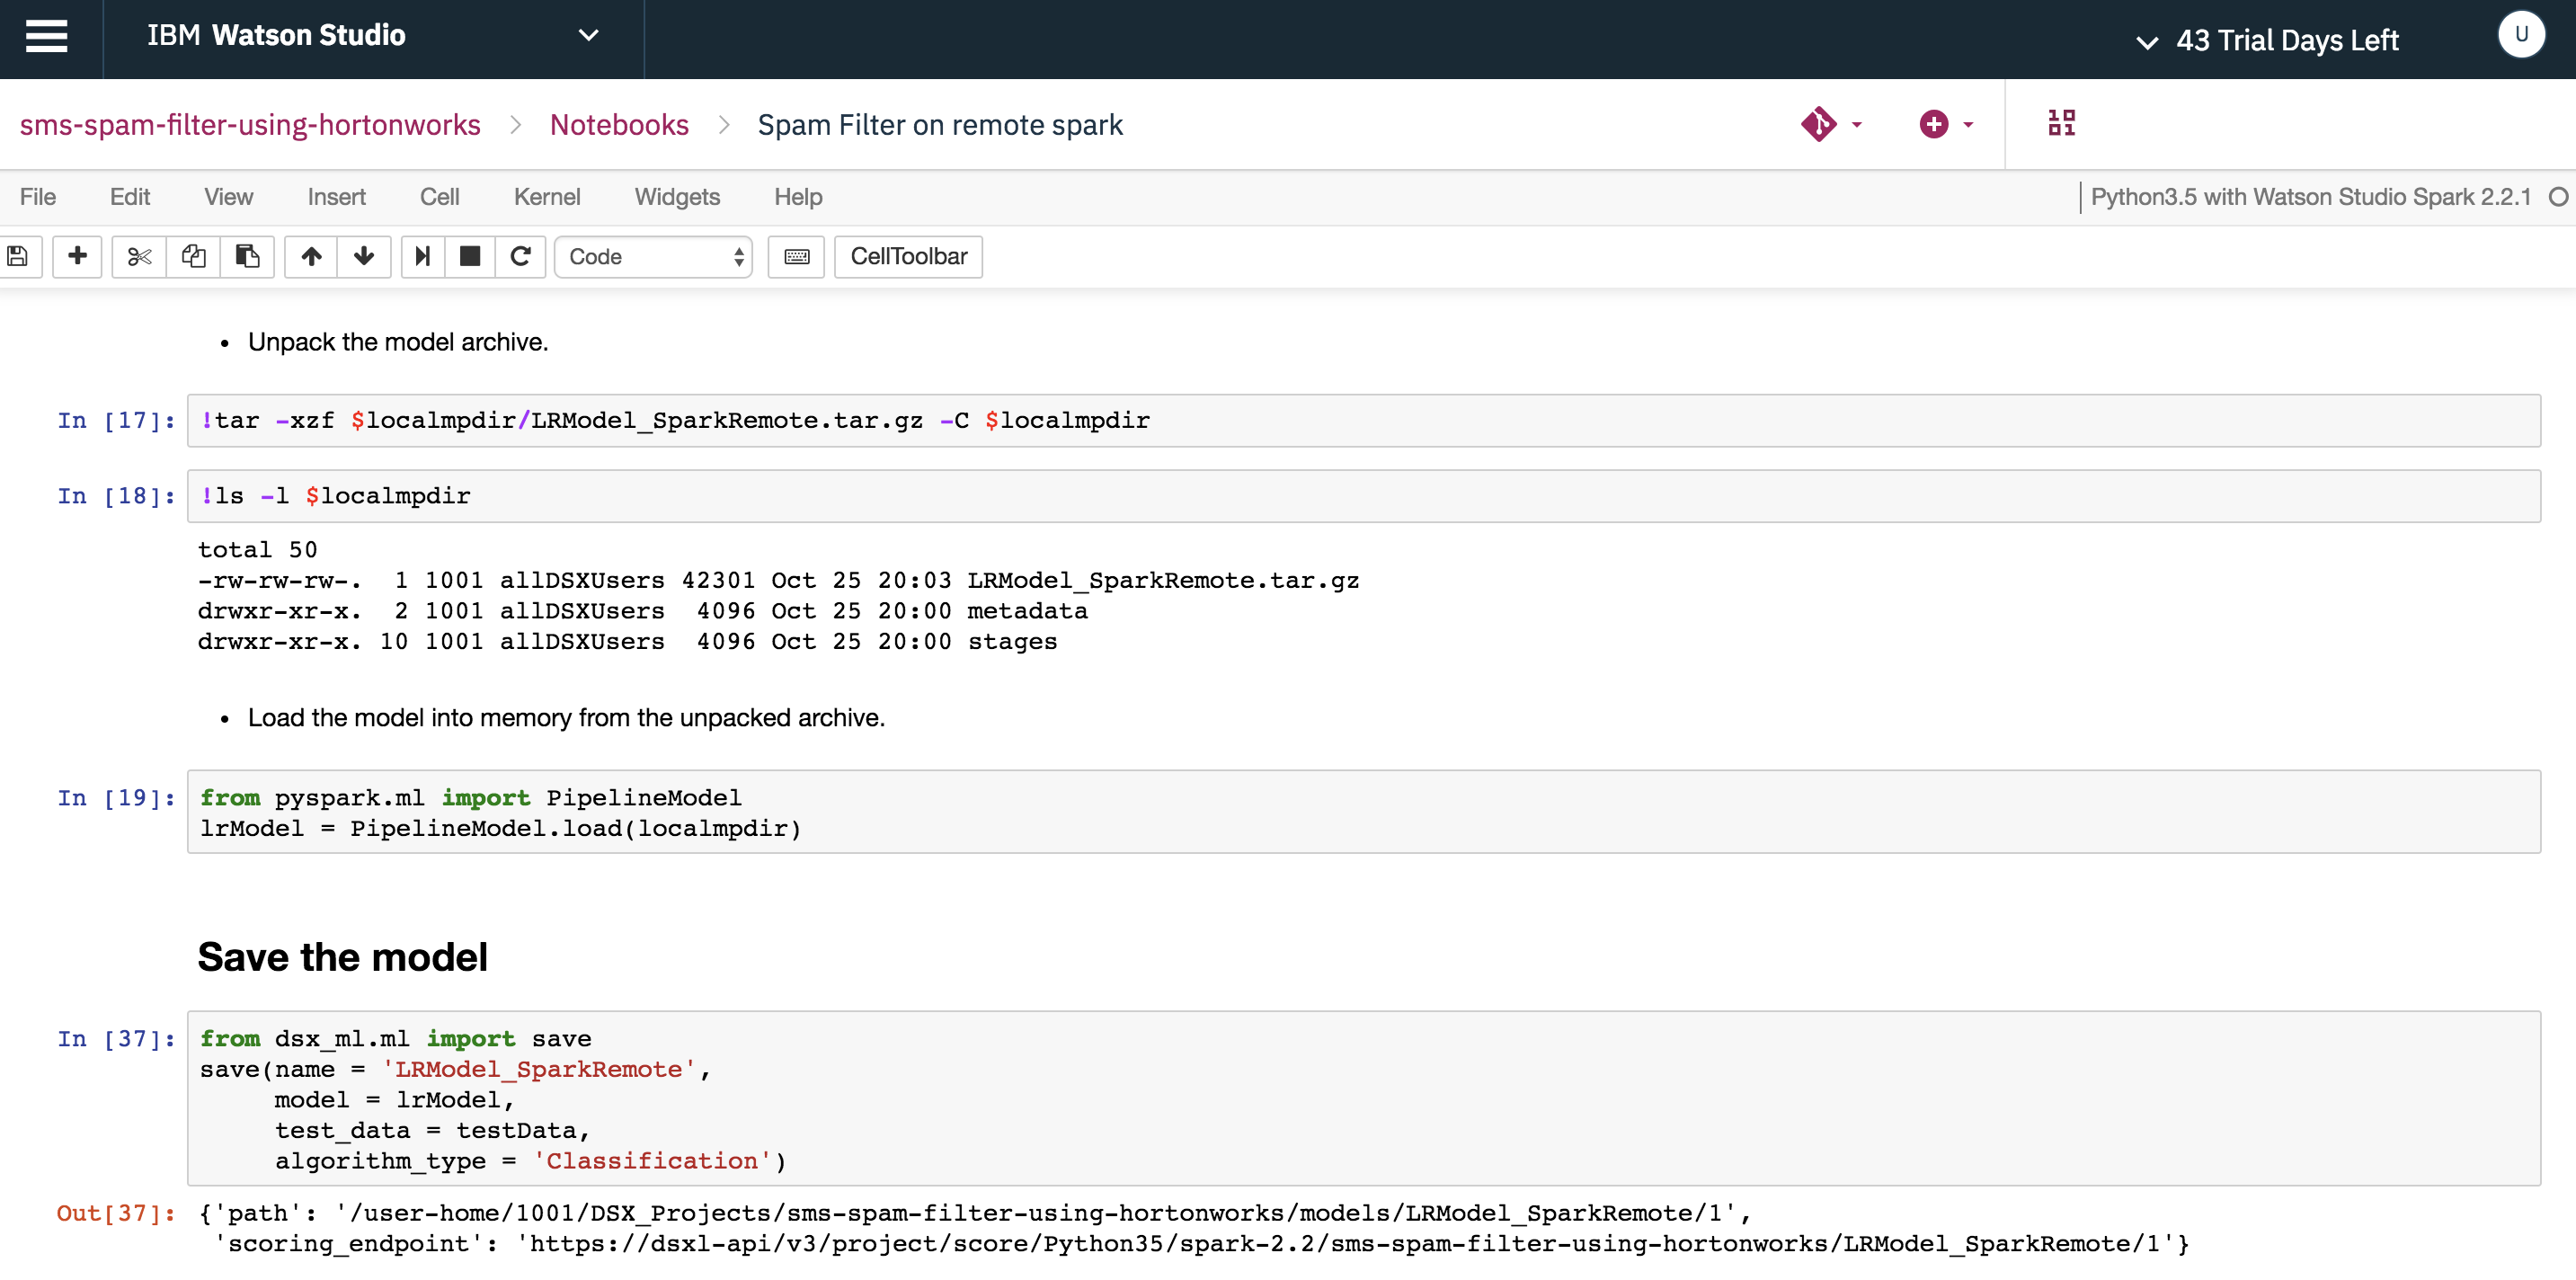 IBM Watson Studio
43 Trial Days Left
U
sms-spam-filter-using-hortonworks > Notebooks > Spam Filter on remote spark
File Edit View Insert Cell Kernel Widgets Help
Python3.5 with Watson Studio Spark 2.2.1
Code
CellToolbar
• Unpack the model archive.
In [17]: !tar -xzf $localmpdir/LRModel_SparkRemote.tar.gz -C $localmpdir
In [18]: !ls -l $localmpdir
total 50
-rw-rw-rw-.  1 1001 allDSXUsers 42301 Oct 25 20:03 LRModel_SparkRemote.tar.gz
drwxr-xr-x.  2 1001 allDSXUsers  4096 Oct 25 20:00 metadata
drwxr-xr-x. 10 1001 allDSXUsers  4096 Oct 25 20:00 stages
• Load the model into memory from the unpacked archive.
In [19]: from pyspark.ml import PipelineModel
lrModel = PipelineModel.load(localmpdir)
Save the model
In [37]: from dsx_ml.ml import save
save(name = 'LRModel_SparkRemote',
     model = lrModel,
     test_data = testData,
     algorithm_type = 'Classification')
Out[37]: {'path': '/user-home/1001/DSX_Projects/sms-spam-filter-using-hortonworks/models/LRModel_SparkRemote/1',
 'scoring_endpoint': 'https://dsxl-api/v3/project/score/Python35/spark-2.2/sms-spam-filter-using-hortonworks/LRModel_SparkRemote/1'}